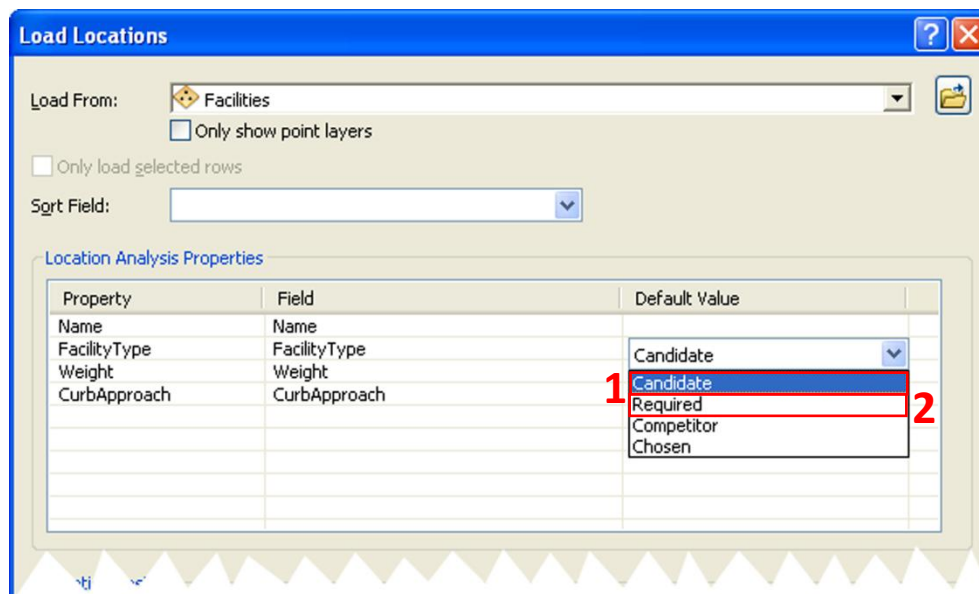 Load Locations
Load From: Facilities
Only show point layers
Only load selected rows
Sort Field:
Location Analysis Properties
Property Field Default Value
Name Name
FacilityType FacilityType Candidate
Weight Weight
CurbApproach CurbApproach
1 Candidate
Required 2
Competitor
Chosen